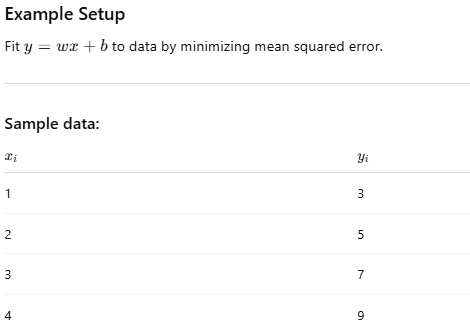 Example Setup
Fit y = wx + b to data by minimizing mean squared error.
Sample data:
xᵢ yᵢ
1 3
2 5
3 7
4 9